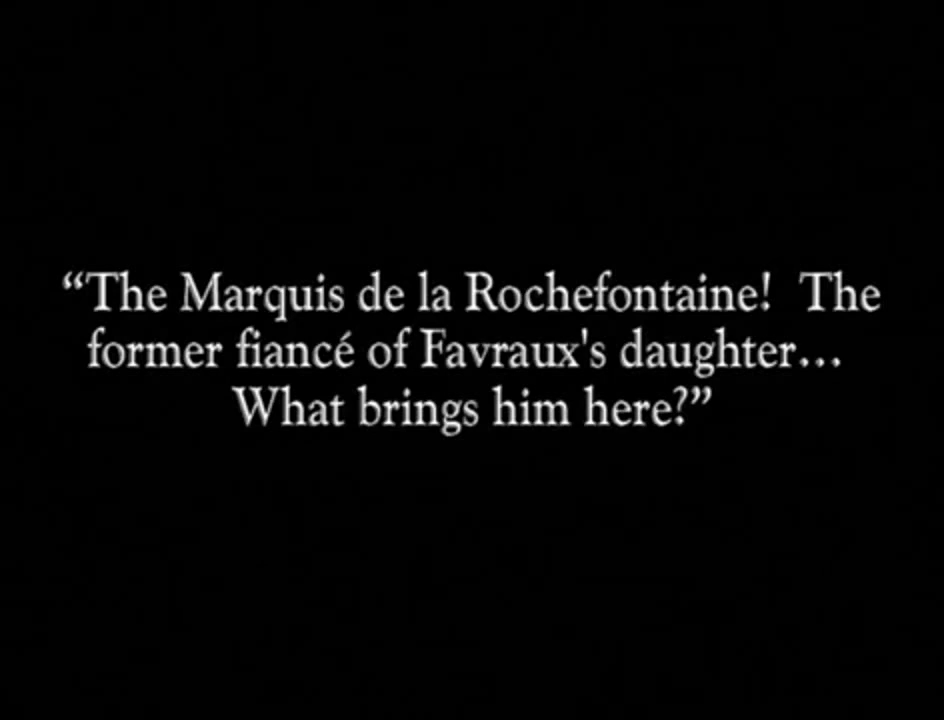 “The Marquis de la Rochefontaine!  The
former fiancé of Favraux's daughter...
What brings him here?”